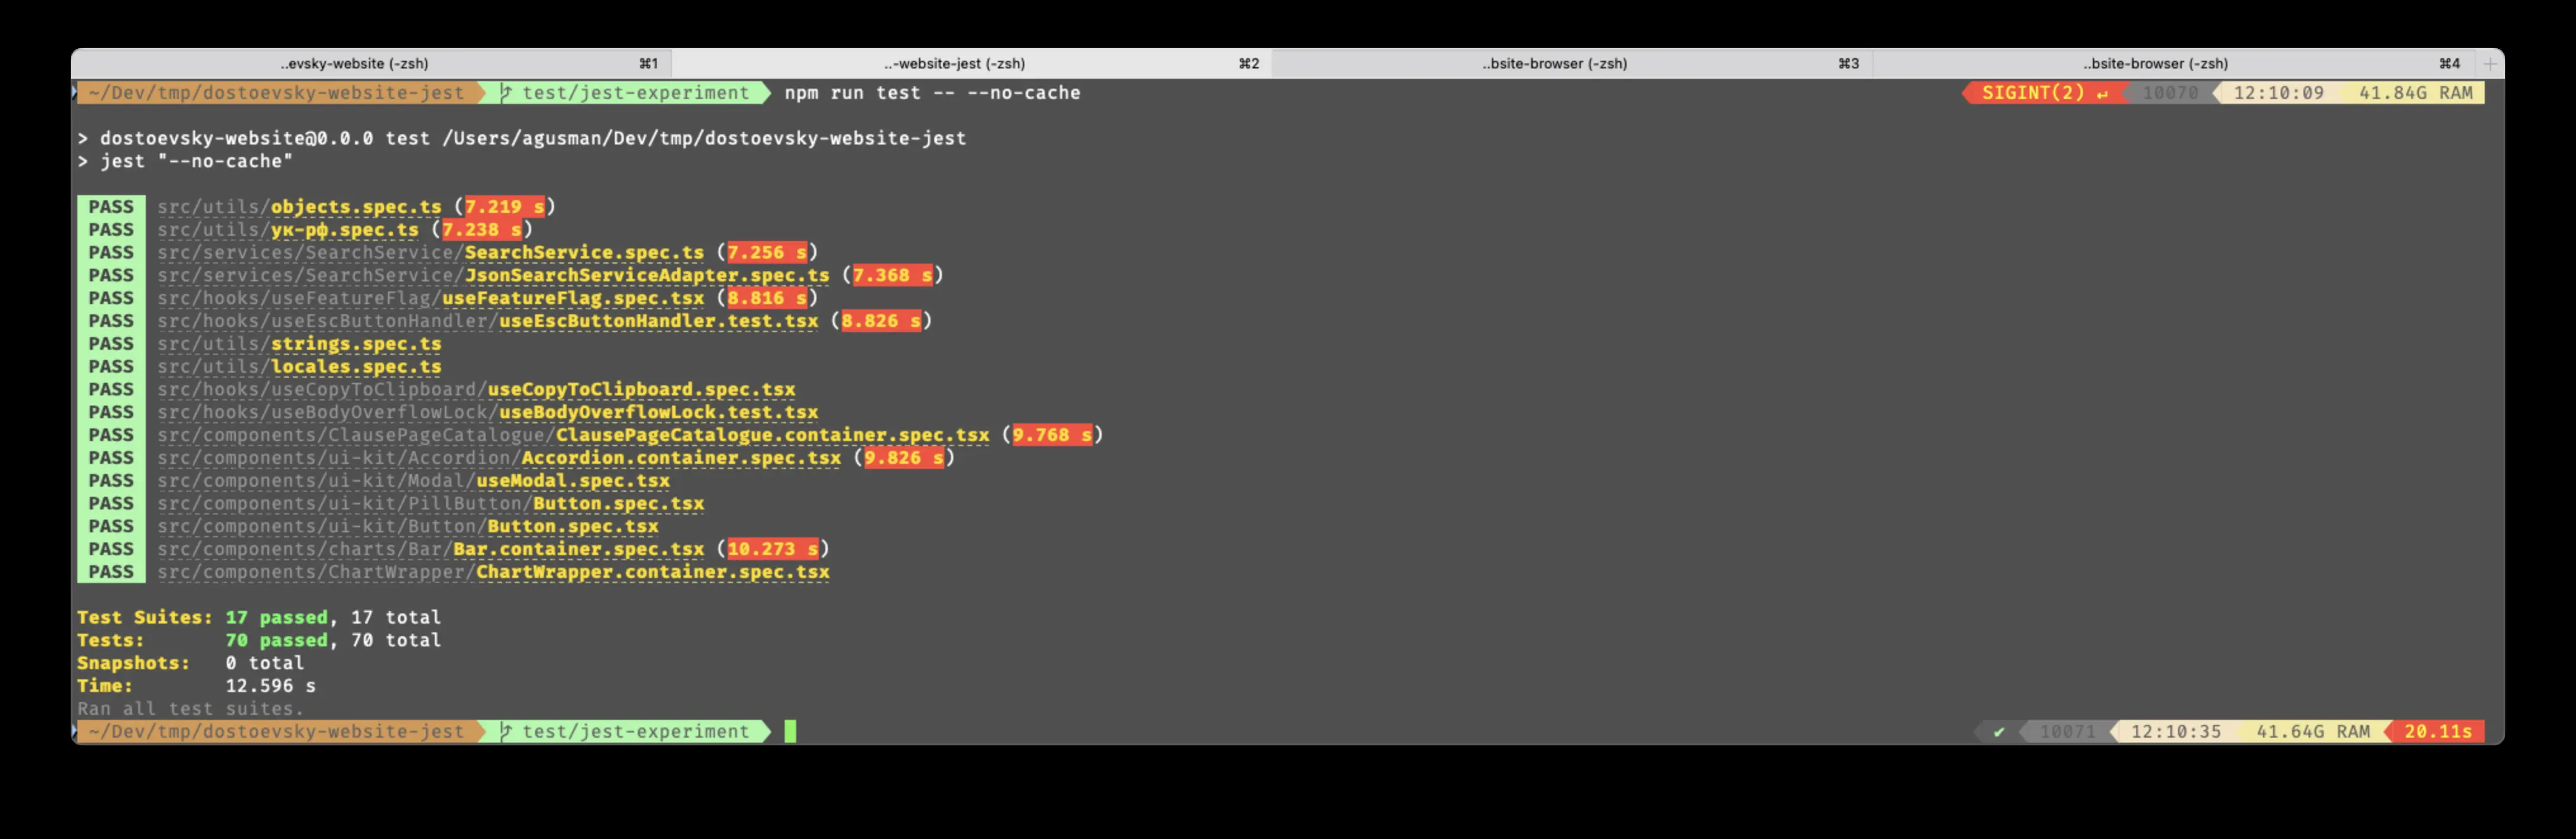 ..evsky-website (-zsh) ⌘1 ..-website-jest (-zsh) ⌘2 ..bsite-browser (-zsh) ⌘3 ..bsite-browser (-zsh) ⌘4 +
~/Dev/tmp/dostoevsky-website-jest test/jest-experiment npm run test -- --no-cache SIGINT(2) ↵ 10070 12:10:09 41.84G RAM
> dostoevsky-website@0.0.0 test /Users/agusman/Dev/tmp/dostoevsky-website-jest
> jest "--no-cache"
PASS src/utils/objects.spec.ts (7.219 s)
PASS src/utils/ук-рф.spec.ts (7.238 s)
PASS src/services/SearchService/SearchService.spec.ts (7.256 s)
PASS src/services/SearchService/JsonSearchServiceAdapter.spec.ts (7.368 s)
PASS src/hooks/useFeatureFlag/useFeatureFlag.spec.tsx (8.816 s)
PASS src/hooks/useEscButtonHandler/useEscButtonHandler.test.tsx (8.826 s)
PASS src/utils/strings.spec.ts
PASS src/utils/locales.spec.ts
PASS src/hooks/useCopyToClipboard/useCopyToClipboard.spec.tsx
PASS src/hooks/useBodyOverflowLock/useBodyOverflowLock.test.tsx
PASS src/components/ClausePageCatalogue/ClausePageCatalogue.container.spec.tsx (9.768 s)
PASS src/components/ui-kit/Accordion/Accordion.container.spec.tsx (9.826 s)
PASS src/components/ui-kit/Modal/useModal.spec.tsx
PASS src/components/ui-kit/PillButton/Button.spec.tsx
PASS src/components/ui-kit/Button/Button.spec.tsx
PASS src/components/charts/Bar/Bar.container.spec.tsx (10.273 s)
PASS src/components/ChartWrapper/ChartWrapper.container.spec.tsx
Test Suites: 17 passed, 17 total
Tests: 70 passed, 70 total
Snapshots: 0 total
Time: 12.596 s
Ran all test suites.
~/Dev/tmp/dostoevsky-website-jest test/jest-experiment ✔ 10071 12:10:35 41.64G RAM 20.11s